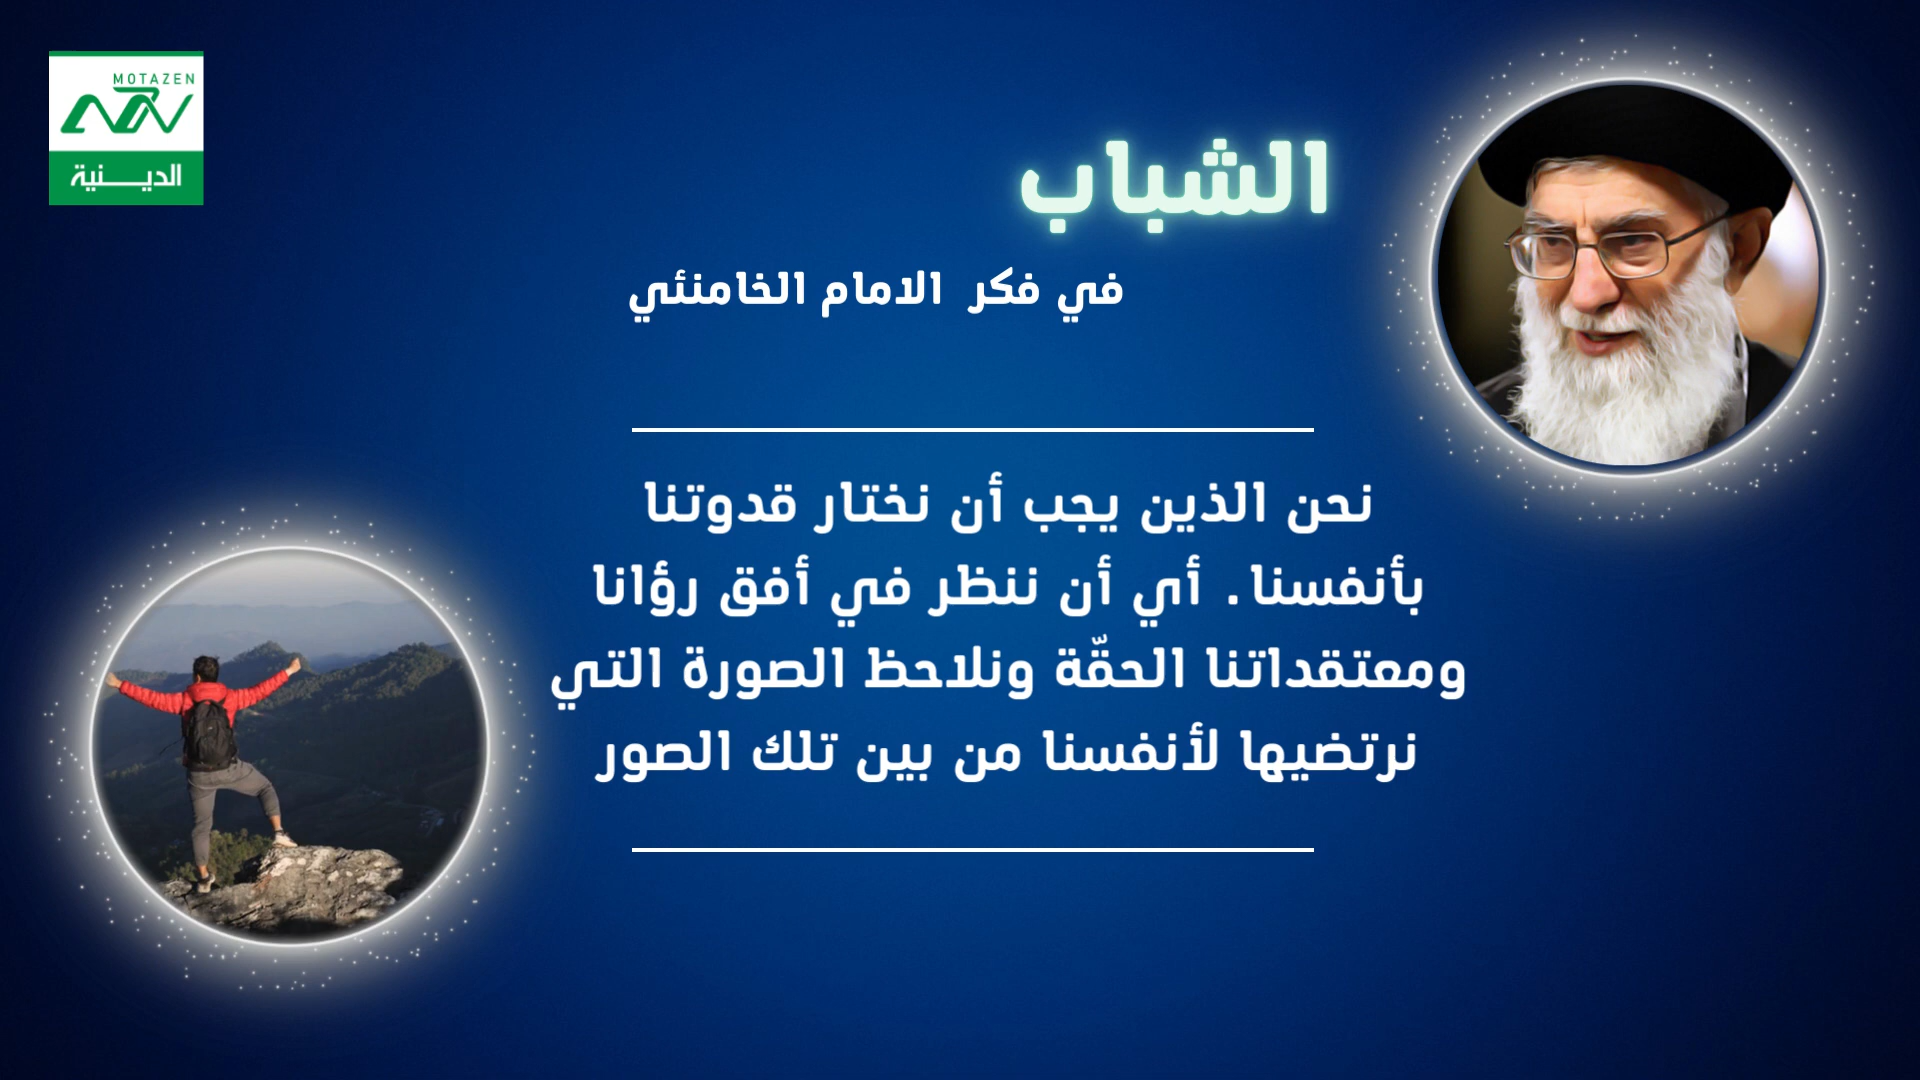 MOTAZEN
الدينية
الشباب
في فكر الامام الخامنئي
نحن الذين يجب أن نختار قدوتنا
بأنفسنا. أي أن ننظر في أفق رؤانا
ومعتقداتنا الحقّة ونلاحظ الصورة التي
نرتضيها لأنفسنا من بين تلك الصور